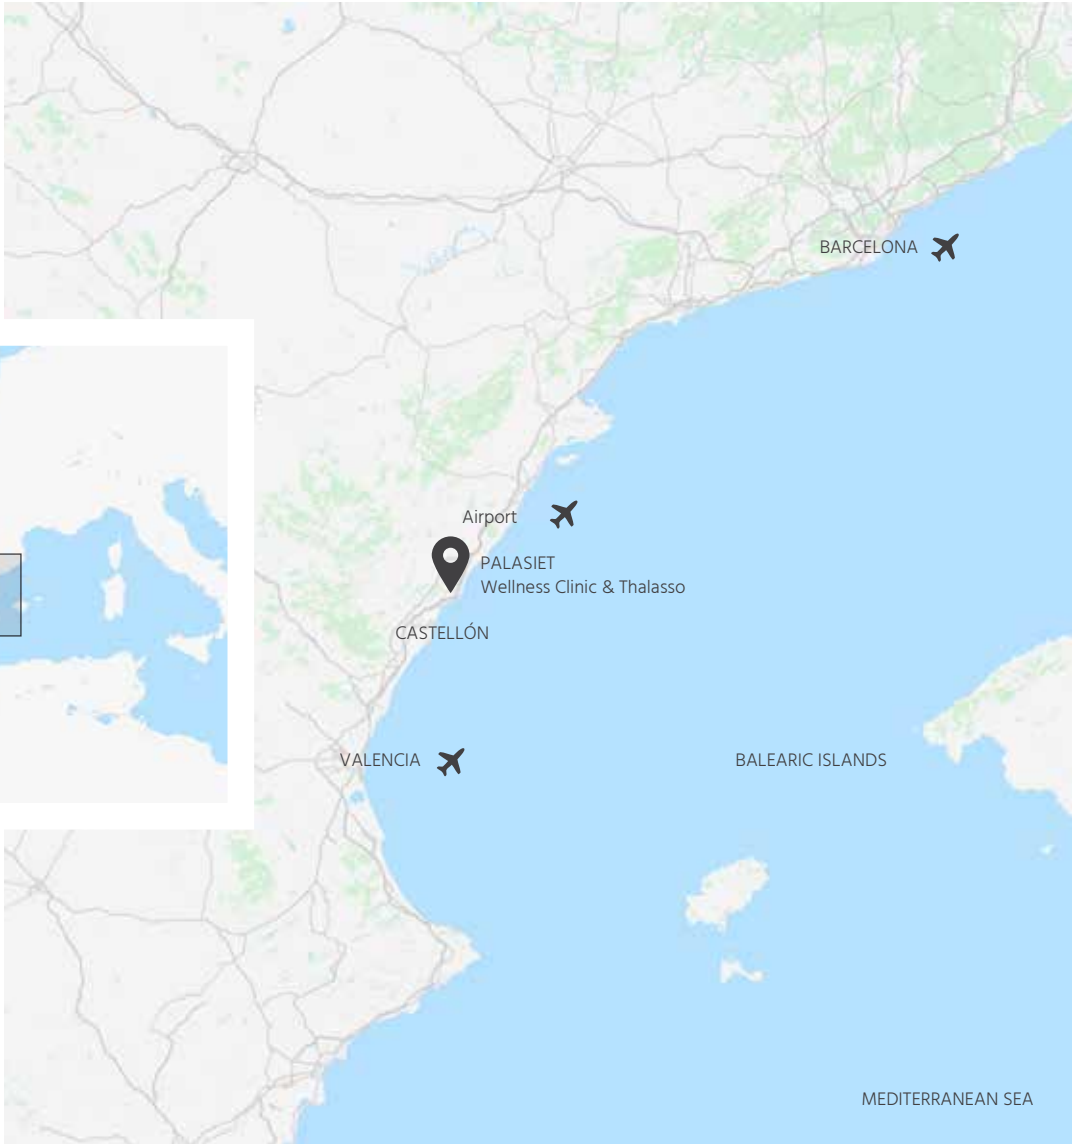 BARCELONA
Airport
PALASIET
Wellness Clinic & Thalasso
CASTELLÓN
VALENCIA
BALEARIC ISLANDS
MEDITERRANEAN SEA